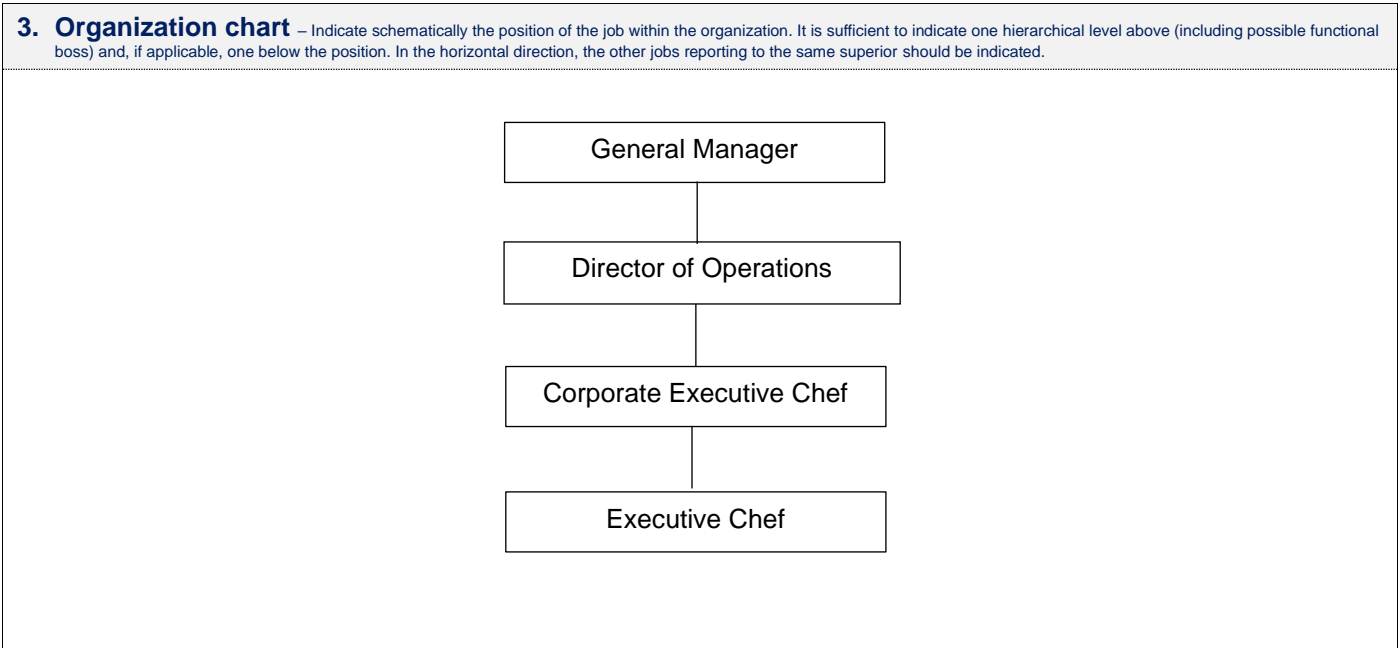 3. Organization chart – Indicate schematically the position of the job within the organization. It is sufficient to indicate one hierarchical level above (including possible functional
boss) and, if applicable, one below the position. In the horizontal direction, the other jobs reporting to the same superior should be indicated.
General Manager
Director of Operations
Corporate Executive Chef
Executive Chef